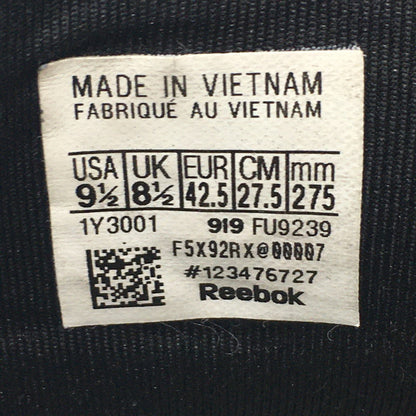 MADE IN VIETNAM
FABRIQUÉ AU VIETNAM
USA UK EUR CM mm
9½ 8½ 42.5 27.5 275
1Y3001 919 FU9239
F5X92RX@00007
#123476727
Reebok